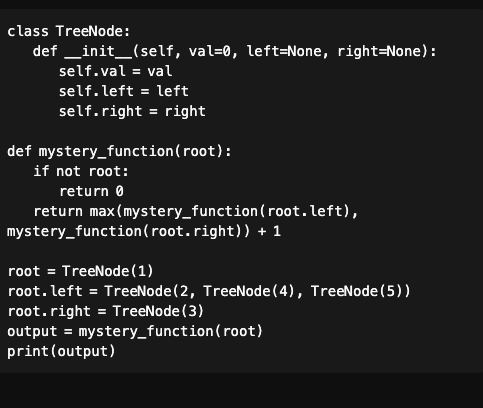 class TreeNode:
   def __init__(self, val=0, left=None, right=None):
      self.val = val
      self.left = left
      self.right = right

def mystery_function(root):
   if not root:
      return 0
   return max(mystery_function(root.left),
mystery_function(root.right)) + 1

root = TreeNode(1)
root.left = TreeNode(2, TreeNode(4), TreeNode(5))
root.right = TreeNode(3)
output = mystery_function(root)
print(output)